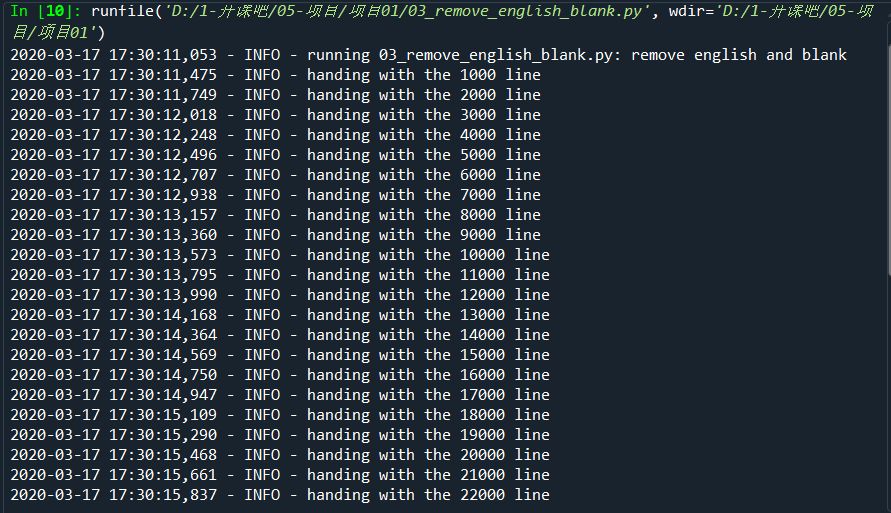 In [10]: runfile('D:/1-开课吧/05-项目/项目01/03_remove_english_blank.py', wdir='D:/1-开课吧/05-项
目/项目01')
2020-03-17 17:30:11,053 - INFO - running 03_remove_english_blank.py: remove english and blank
2020-03-17 17:30:11,475 - INFO - handing with the 1000 line
2020-03-17 17:30:11,749 - INFO - handing with the 2000 line
2020-03-17 17:30:12,018 - INFO - handing with the 3000 line
2020-03-17 17:30:12,248 - INFO - handing with the 4000 line
2020-03-17 17:30:12,496 - INFO - handing with the 5000 line
2020-03-17 17:30:12,707 - INFO - handing with the 6000 line
2020-03-17 17:30:12,938 - INFO - handing with the 7000 line
2020-03-17 17:30:13,157 - INFO - handing with the 8000 line
2020-03-17 17:30:13,360 - INFO - handing with the 9000 line
2020-03-17 17:30:13,573 - INFO - handing with the 10000 line
2020-03-17 17:30:13,795 - INFO - handing with the 11000 line
2020-03-17 17:30:13,990 - INFO - handing with the 12000 line
2020-03-17 17:30:14,168 - INFO - handing with the 13000 line
2020-03-17 17:30:14,364 - INFO - handing with the 14000 line
2020-03-17 17:30:14,569 - INFO - handing with the 15000 line
2020-03-17 17:30:14,750 - INFO - handing with the 16000 line
2020-03-17 17:30:14,947 - INFO - handing with the 17000 line
2020-03-17 17:30:15,109 - INFO - handing with the 18000 line
2020-03-17 17:30:15,290 - INFO - handing with the 19000 line
2020-03-17 17:30:15,468 - INFO - handing with the 20000 line
2020-03-17 17:30:15,661 - INFO - handing with the 21000 line
2020-03-17 17:30:15,837 - INFO - handing with the 22000 line